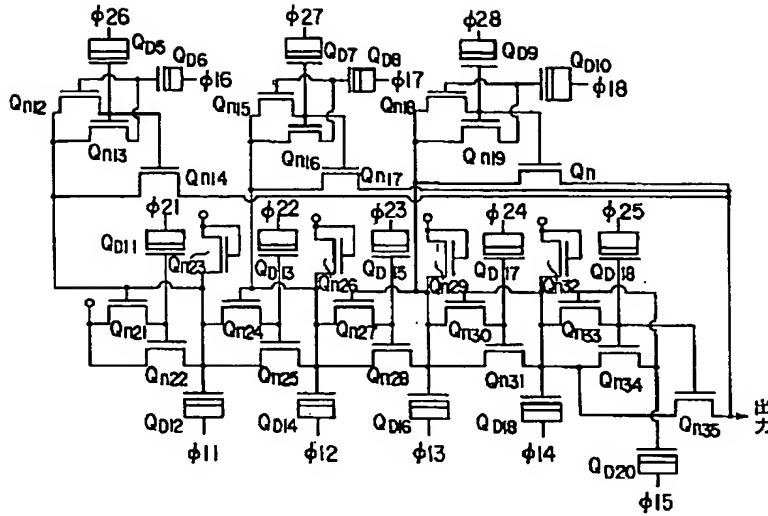 φ26 φ27 φ28
QD5 QD6 φ16 QD7 QD8 φ17 QD9 QD10 φ18
Qn12 Qn15 Qn18
Qn13 Qn16 Qn19
Qn14 Qn17 Qn
φ21 φ22 φ23 φ24 φ25
QD11 Qn23 QD13 Qn26 QD15 Qn29 QD17 Qn32 QD18
Qn21 Qn24 Qn27 Qn30 Qn33
Qn22 Qn25 Qn28 Qn31 Qn34
QD12 QD14 QD16 QD18 Qn35
出力
φ11 φ12 φ13 φ14 QD20
φ15